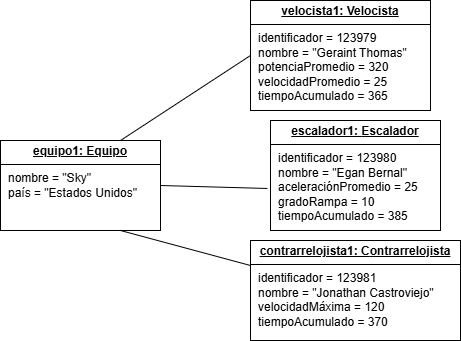 velocista1: Velocista
identificador = 123979
nombre = "Geraint Thomas"
potenciaPromedio = 320
velocidadPromedio = 25
tiempoAcumulado = 365
escalador1: Escalador
identificador = 123980
nombre = "Egan Bernal"
aceleraciónPromedio = 25
gradoRampa = 10
tiempoAcumulado = 385
equipo1: Equipo
nombre = "Sky"
país = "Estados Unidos"
contrarrelojista1: Contrarrelojista
identificador = 123981
nombre = "Jonathan Castroviejo"
velocidadMáxima = 120
tiempoAcumulado = 370